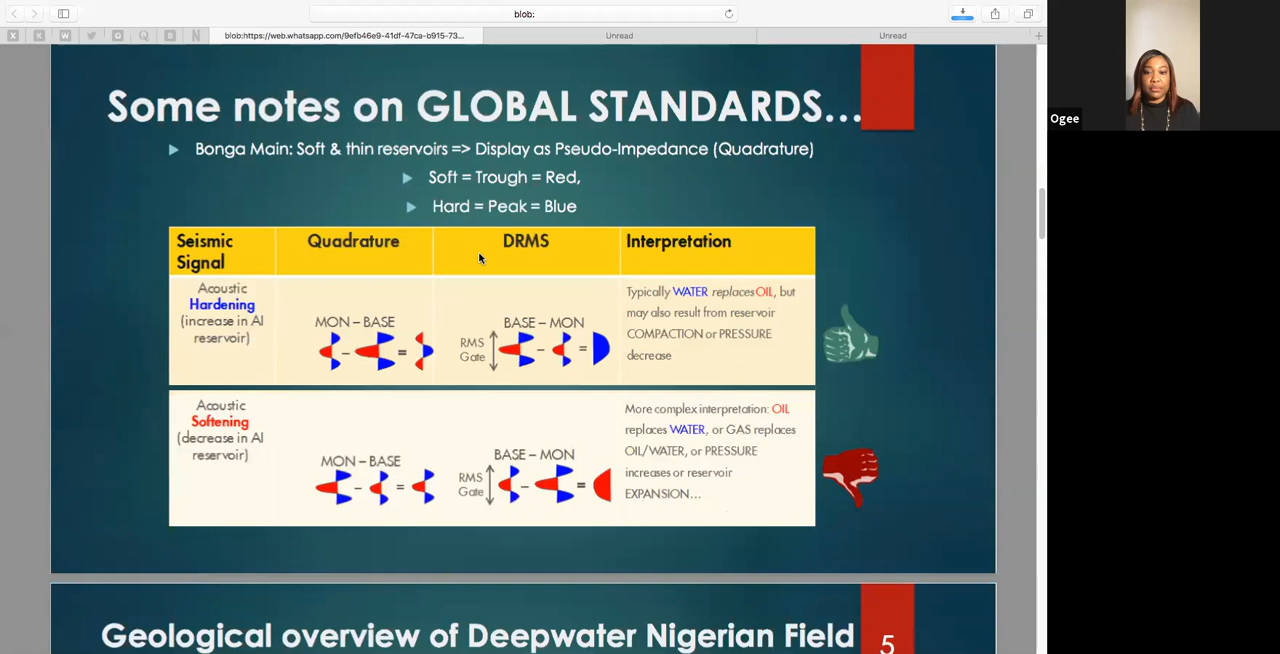 blob:
X
K
W
Q
N
blob:https://web.whatsapp.com/9efb46e9-41df-47ca-b915-73...
Unread
Unread
Ogee
Some notes on GLOBAL STANDARDS...
Bonga Main: Soft & thin reservoirs => Display as Pseudo-Impedance (Quadrature)
Soft = Trough = Red,
Hard = Peak = Blue
Seismic
Signal
Quadrature
DRMS
Interpretation
Acoustic
Hardening
(increase in AI
reservoir)
MON – BASE
– =
BASE – MON
RMS
Gate
– =
Typically WATER replaces OIL, but
may also result from reservoir
COMPACTION or PRESSURE
decrease
Acoustic
Softening
(decrease in AI
reservoir)
MON – BASE
– =
BASE – MON
RMS
Gate
– =
More complex interpretation: OIL
replaces WATER, or GAS replaces
OIL/WATER, or PRESSURE
increases or reservoir
EXPANSION...
Geological overview of Deepwater Nigerian Field
5